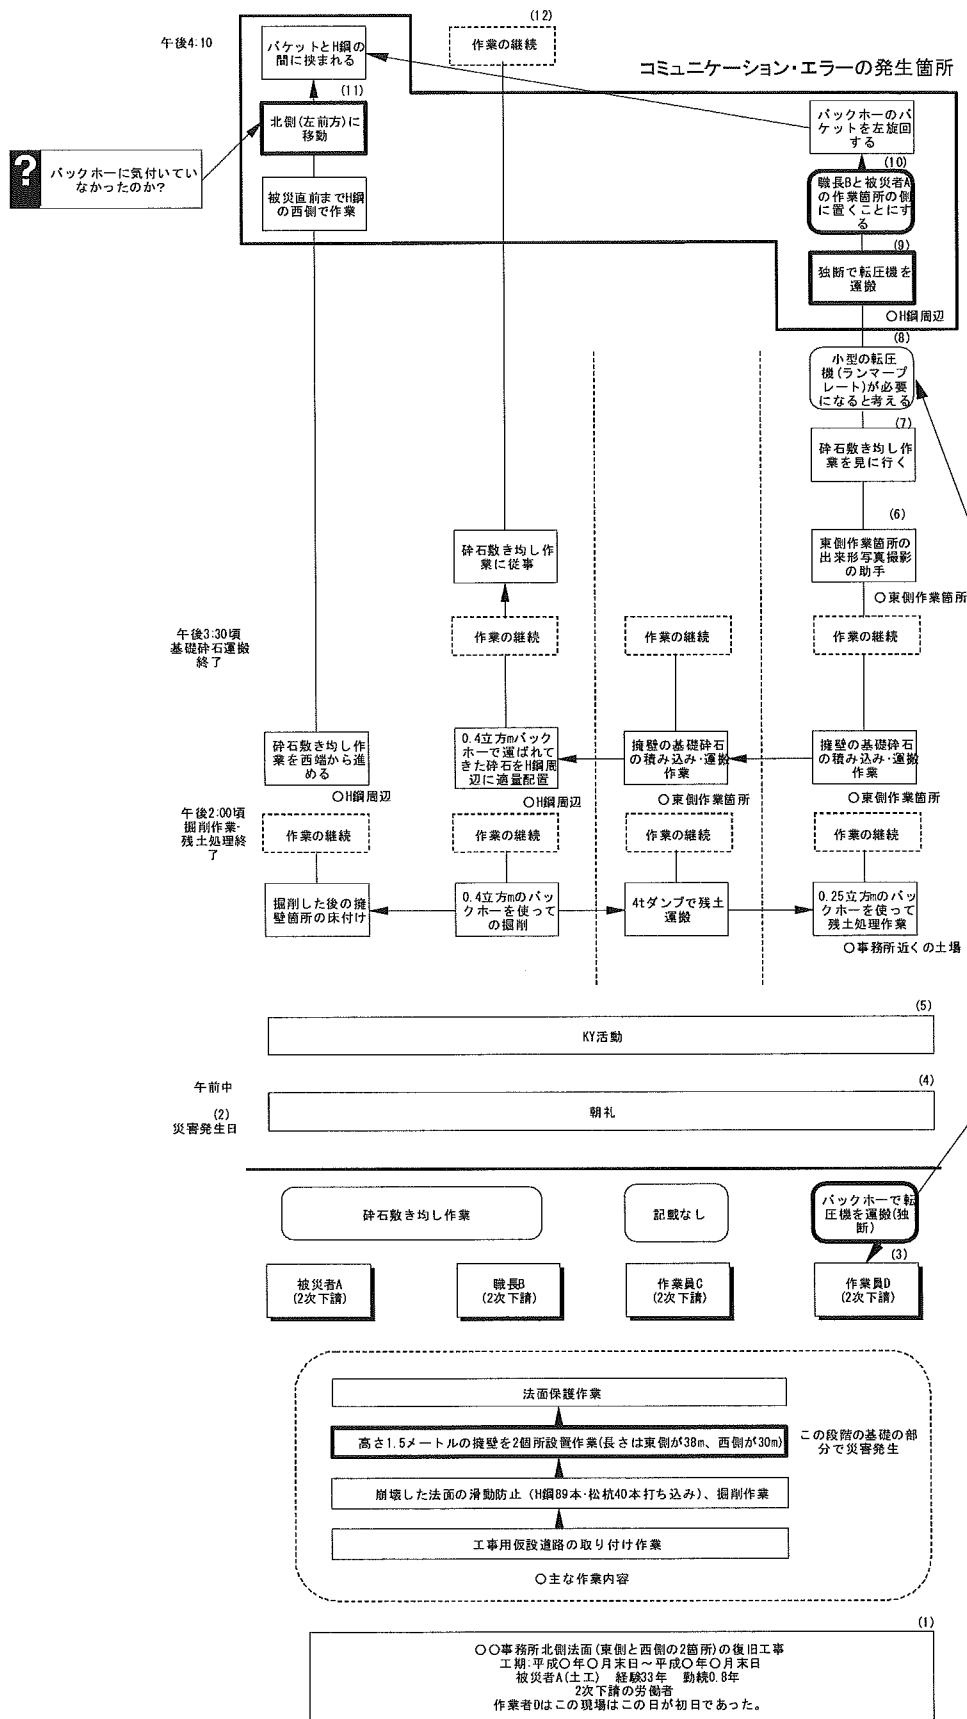 (12)
午後4:10
バケットとH鋼の
間に挟まれる
作業の継続
コミュニケーション・エラーの発生箇所
(11)
北側(左前方)に
移動
バックホーのバ
ケットを左旋回
する
?
バックホーに気付いてい
なかったのか?
(10)
被災直前までH鋼
の西側で作業
職長Bと被災者A
の作業箇所の側
に置くことにす
る
(9)
独断で転圧機を
運搬
○H鋼周辺
(8)
小型の転圧
機(ランマープ
レート)が必要
になると考える
(7)
砕石敷き均し作
業を見に行く
(6)
砕石敷き均し作
業に従事
東側作業箇所の
出来形写真撮影
の助手
○東側作業箇所
午後3:30頃
基礎砕石運搬
終了
作業の継続
作業の継続
作業の継続
砕石敷き均し作
業を西端から進
める
0.4立方mバック
ホーで運ばれて
きた砕石をH鋼周
辺に適量配置
擁壁の基礎砕石
の積み込み・運搬
作業
擁壁の基礎砕石
の積み込み・運搬
作業
○H鋼周辺
○H鋼周辺
○東側作業箇所
○東側作業箇所
午後2:00頃
掘削作業・
残土処理終
了
作業の継続
作業の継続
作業の継続
作業の継続
掘削した後の擁
壁箇所の床付け
0.4立方mのバッ
クホーを使って
の掘削
4tダンプで残土
運搬
0.25立方mのバッ
クホーを使って
残土処理作業
○事務所近くの土場
(5)
KY活動
午前中
(4)
朝礼
(2)
災害発生日
砕石敷き均し作業
記載なし
バックホーで転
圧機を運搬(独
断)
(3)
被災者A
(2次下請)
職長B
(2次下請)
作業員C
(2次下請)
作業員D
(2次下請)
法面保護作業
高さ1.5メートルの擁壁を2個所設置作業(長さは東側が38m、西側が30m)
この段階の基礎の部
分で災害発生
崩壊した法面の滑動防止(H鋼89本・松杭40本打ち込み)、掘削作業
工事用仮設道路の取り付け作業
○主な作業内容
(1)
○○事務所北側法面(東側と西側の2箇所)の復旧工事
工期:平成○年○月末日～平成○年○月末日
被災者A(土工) 経験33年 勤続0.8年
2次下請の労働者
作業者Dはこの現場はこの日が初日であった。